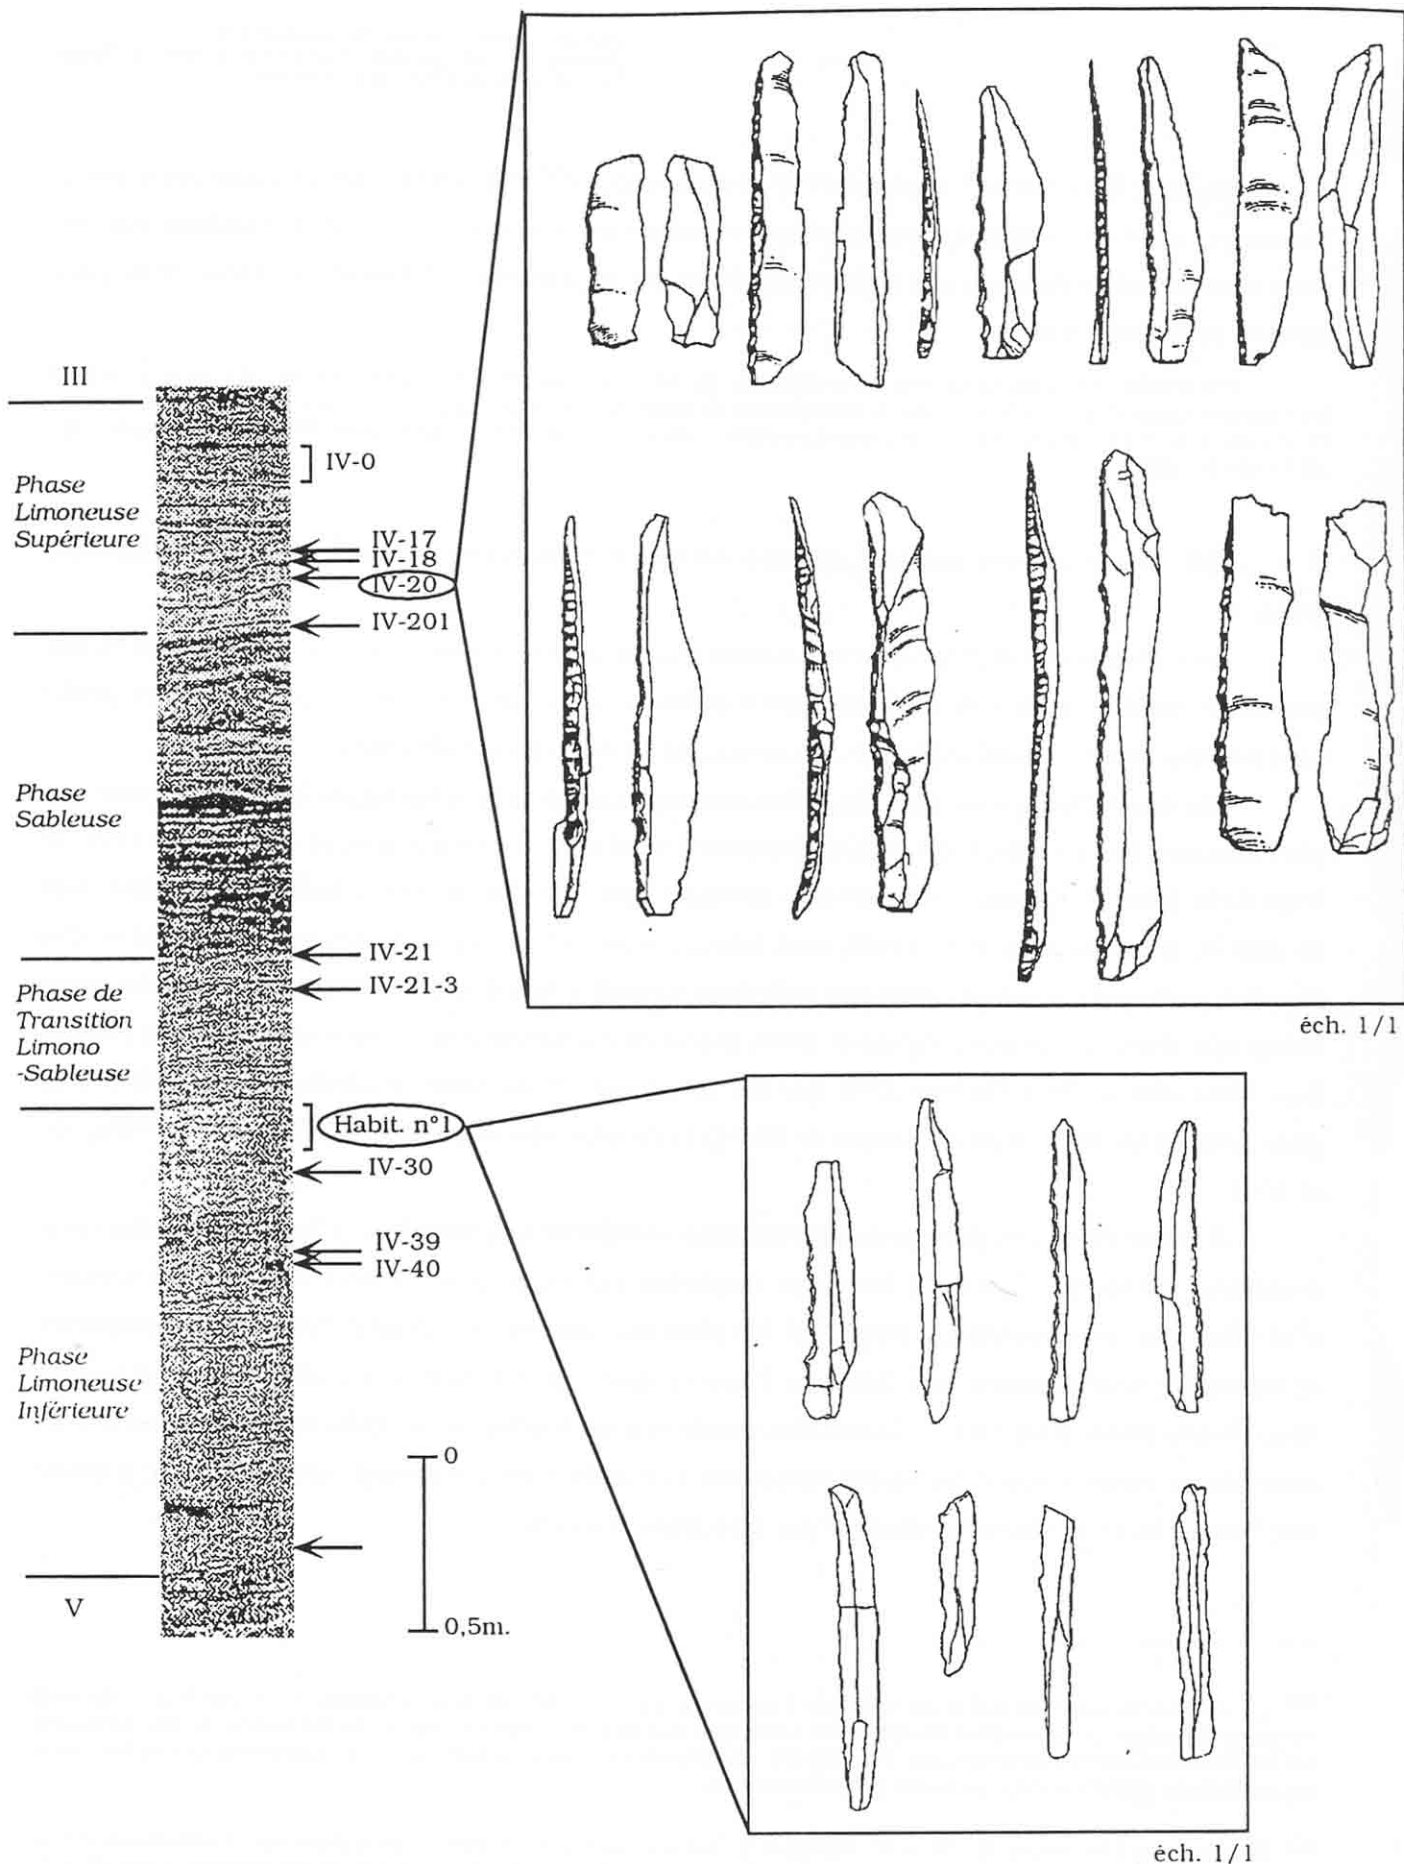 III
IV-0
Phase
Limoneuse
Supérieure
IV-17
IV-18
IV-20
IV-201
Phase
Sableuse
IV-21
IV-21-3
Phase de
Transition
Limono
-Sableuse
éch. 1/1
Habit. n°1
IV-30
IV-39
IV-40
Phase
Limoneuse
Inférieure
0
0,5m.
V
éch. 1/1